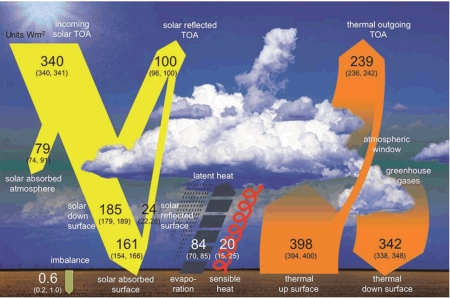 incoming
solar TOA
Units Wm²
340
(340, 341)
solar reflected
TOA
100
(96, 100)
thermal outgoing
TOA
239
(236, 242)
79
(74, 91)
solar absorbed
atmosphere
atmospheric
window
greenhouse
gases
latent heat
solar
down
surface
185
(179, 189)
24
(22,26)
solar
reflected
surface
161
(154, 166)
84
(70, 85)
20
(15, 25)
398
(394, 400)
342
(338, 348)
imbalance
0.6
(0.2, 1.0)
solar absorbed
surface
evapo-
ration
sensible
heat
thermal
up surface
thermal
down surface